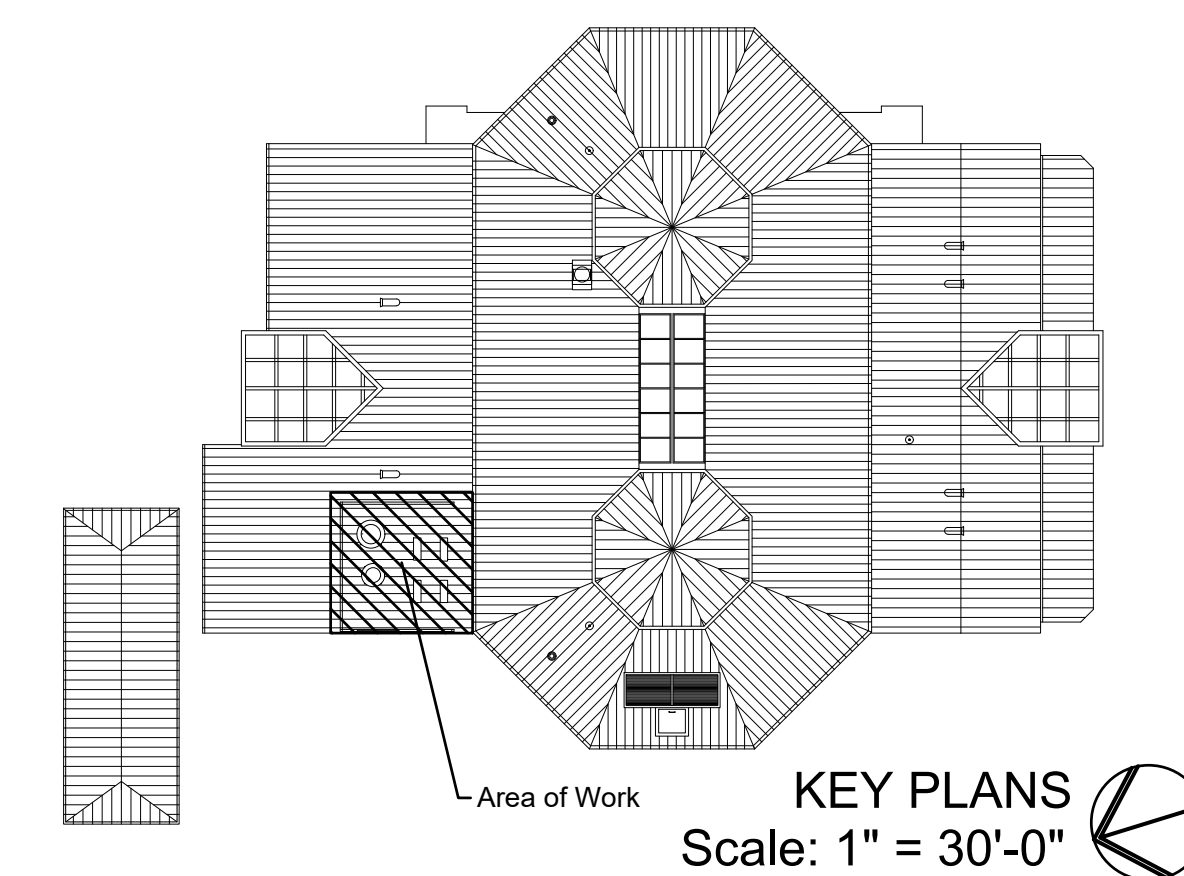 Area of Work
KEY PLANS
Scale: 1" = 30'-0"